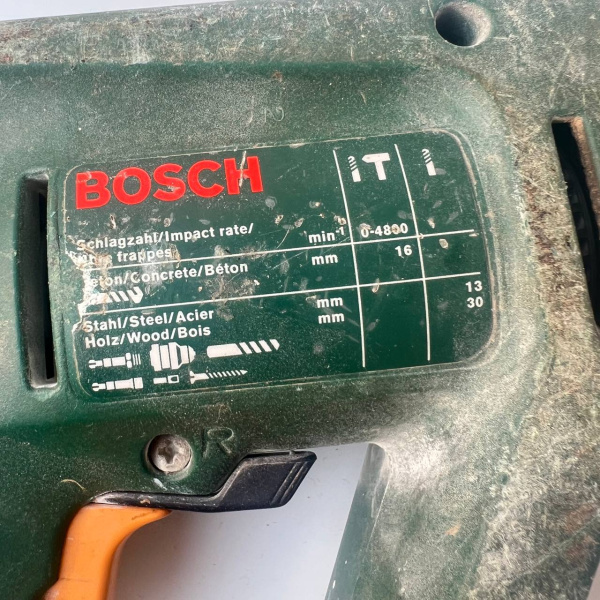 BOSCH
Schlagzahl/Impact rate/
frappes min-1 0-4800
Beton/Concrete/Béton mm 16
Stahl/Steel/Acier mm 13
Holz/Wood/Bois mm 30
R